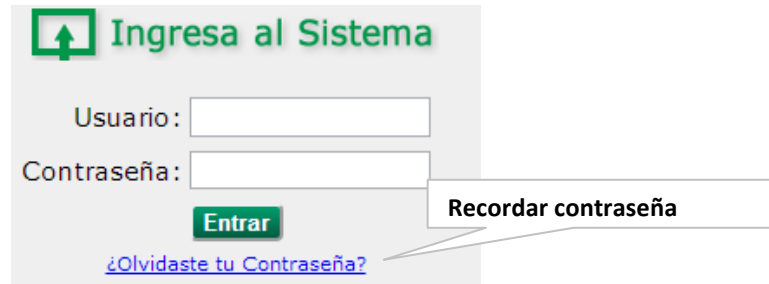 Ingresa al Sistema
Usuario:
Contraseña:
Entrar
Recordar contraseña
¿Olvidaste tu Contraseña?